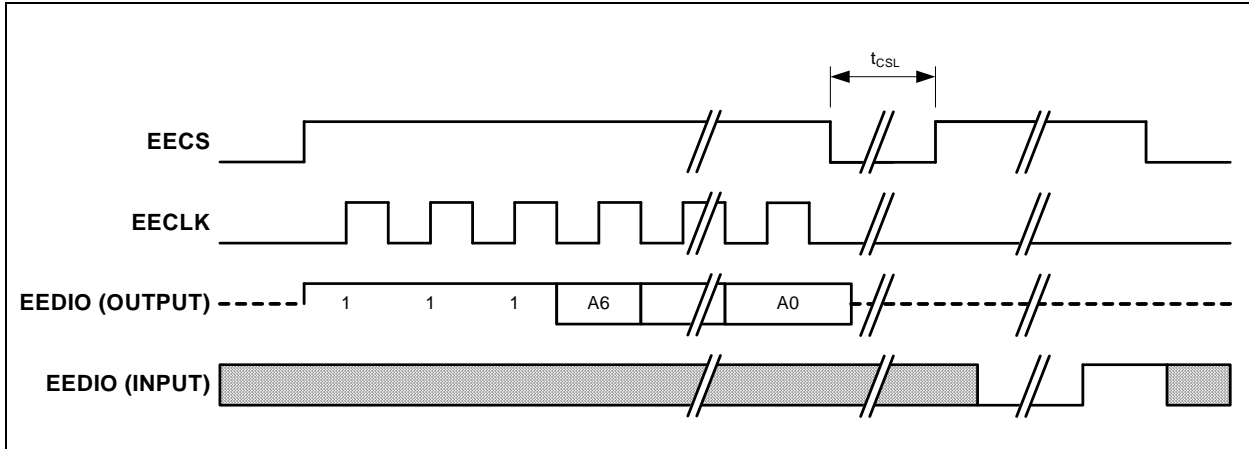 tCSL
EECS
EECLK
EEDIO (OUTPUT)
1 1 1 A6 A0
EEDIO (INPUT)